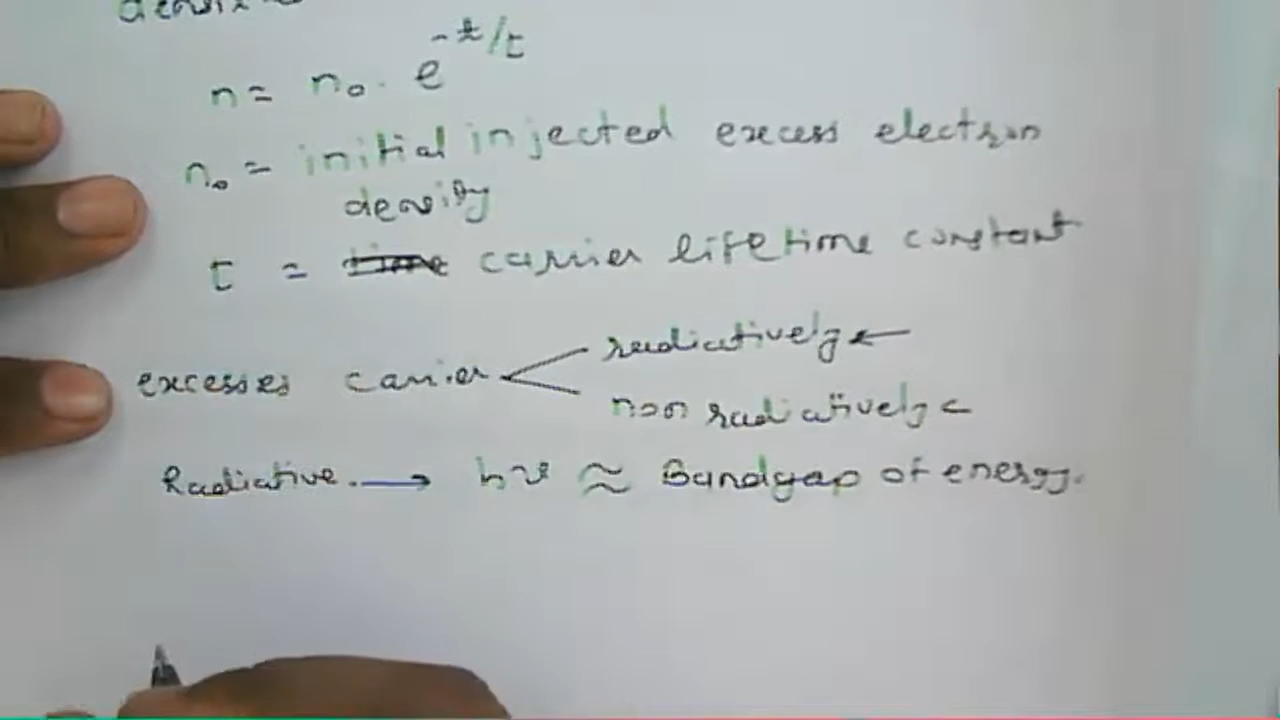 n = n₀. e^-t/τ
n₀ = initial injected excess electron
density
τ = carrier lifetime constant
excesses carrier radiatively
non radiatively
Radiative. → hν ≈ Bandgap of energy.